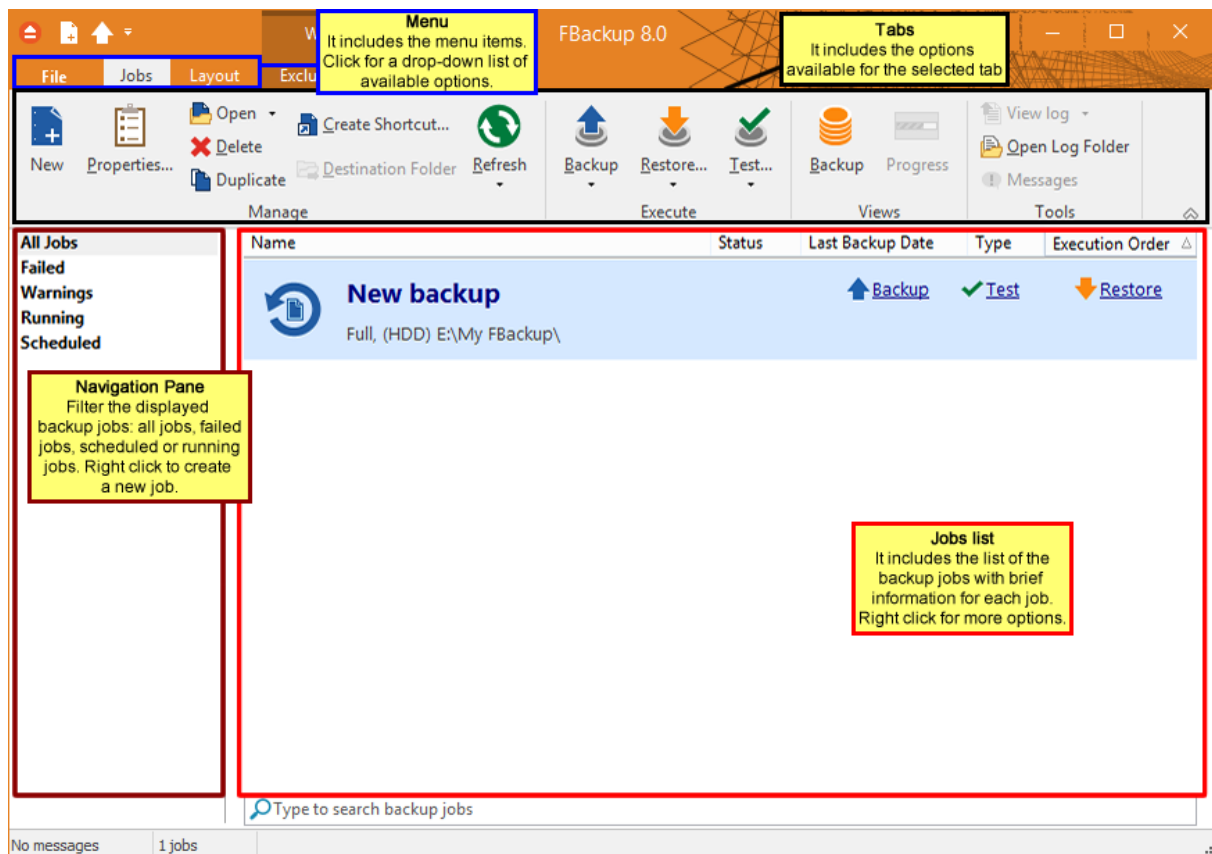 Menu
It includes the menu items.
Click for a drop-down list of
available options.
FBackup 8.0
Tabs
It includes the options
available for the selected tab
File Jobs Layout
New Properties... Open Delete Duplicate Create Shortcut... Destination Folder Refresh
Manage
Backup Restore... Test...
Execute
Backup Progress
Views
View log
Open Log Folder
Messages
Tools
All Jobs
Failed
Warnings
Running
Scheduled
Navigation Pane
Filter the displayed
backup jobs: all jobs, failed
jobs, scheduled or running
jobs. Right click to create
a new job.
Name Status Last Backup Date Type Execution Order
New backup Backup Test Restore
Full, (HDD) E:\My FBackup\
Jobs list
It includes the list of the
backup jobs with brief
information for each job.
Right click for more options.
Type to search backup jobs
No messages 1 jobs